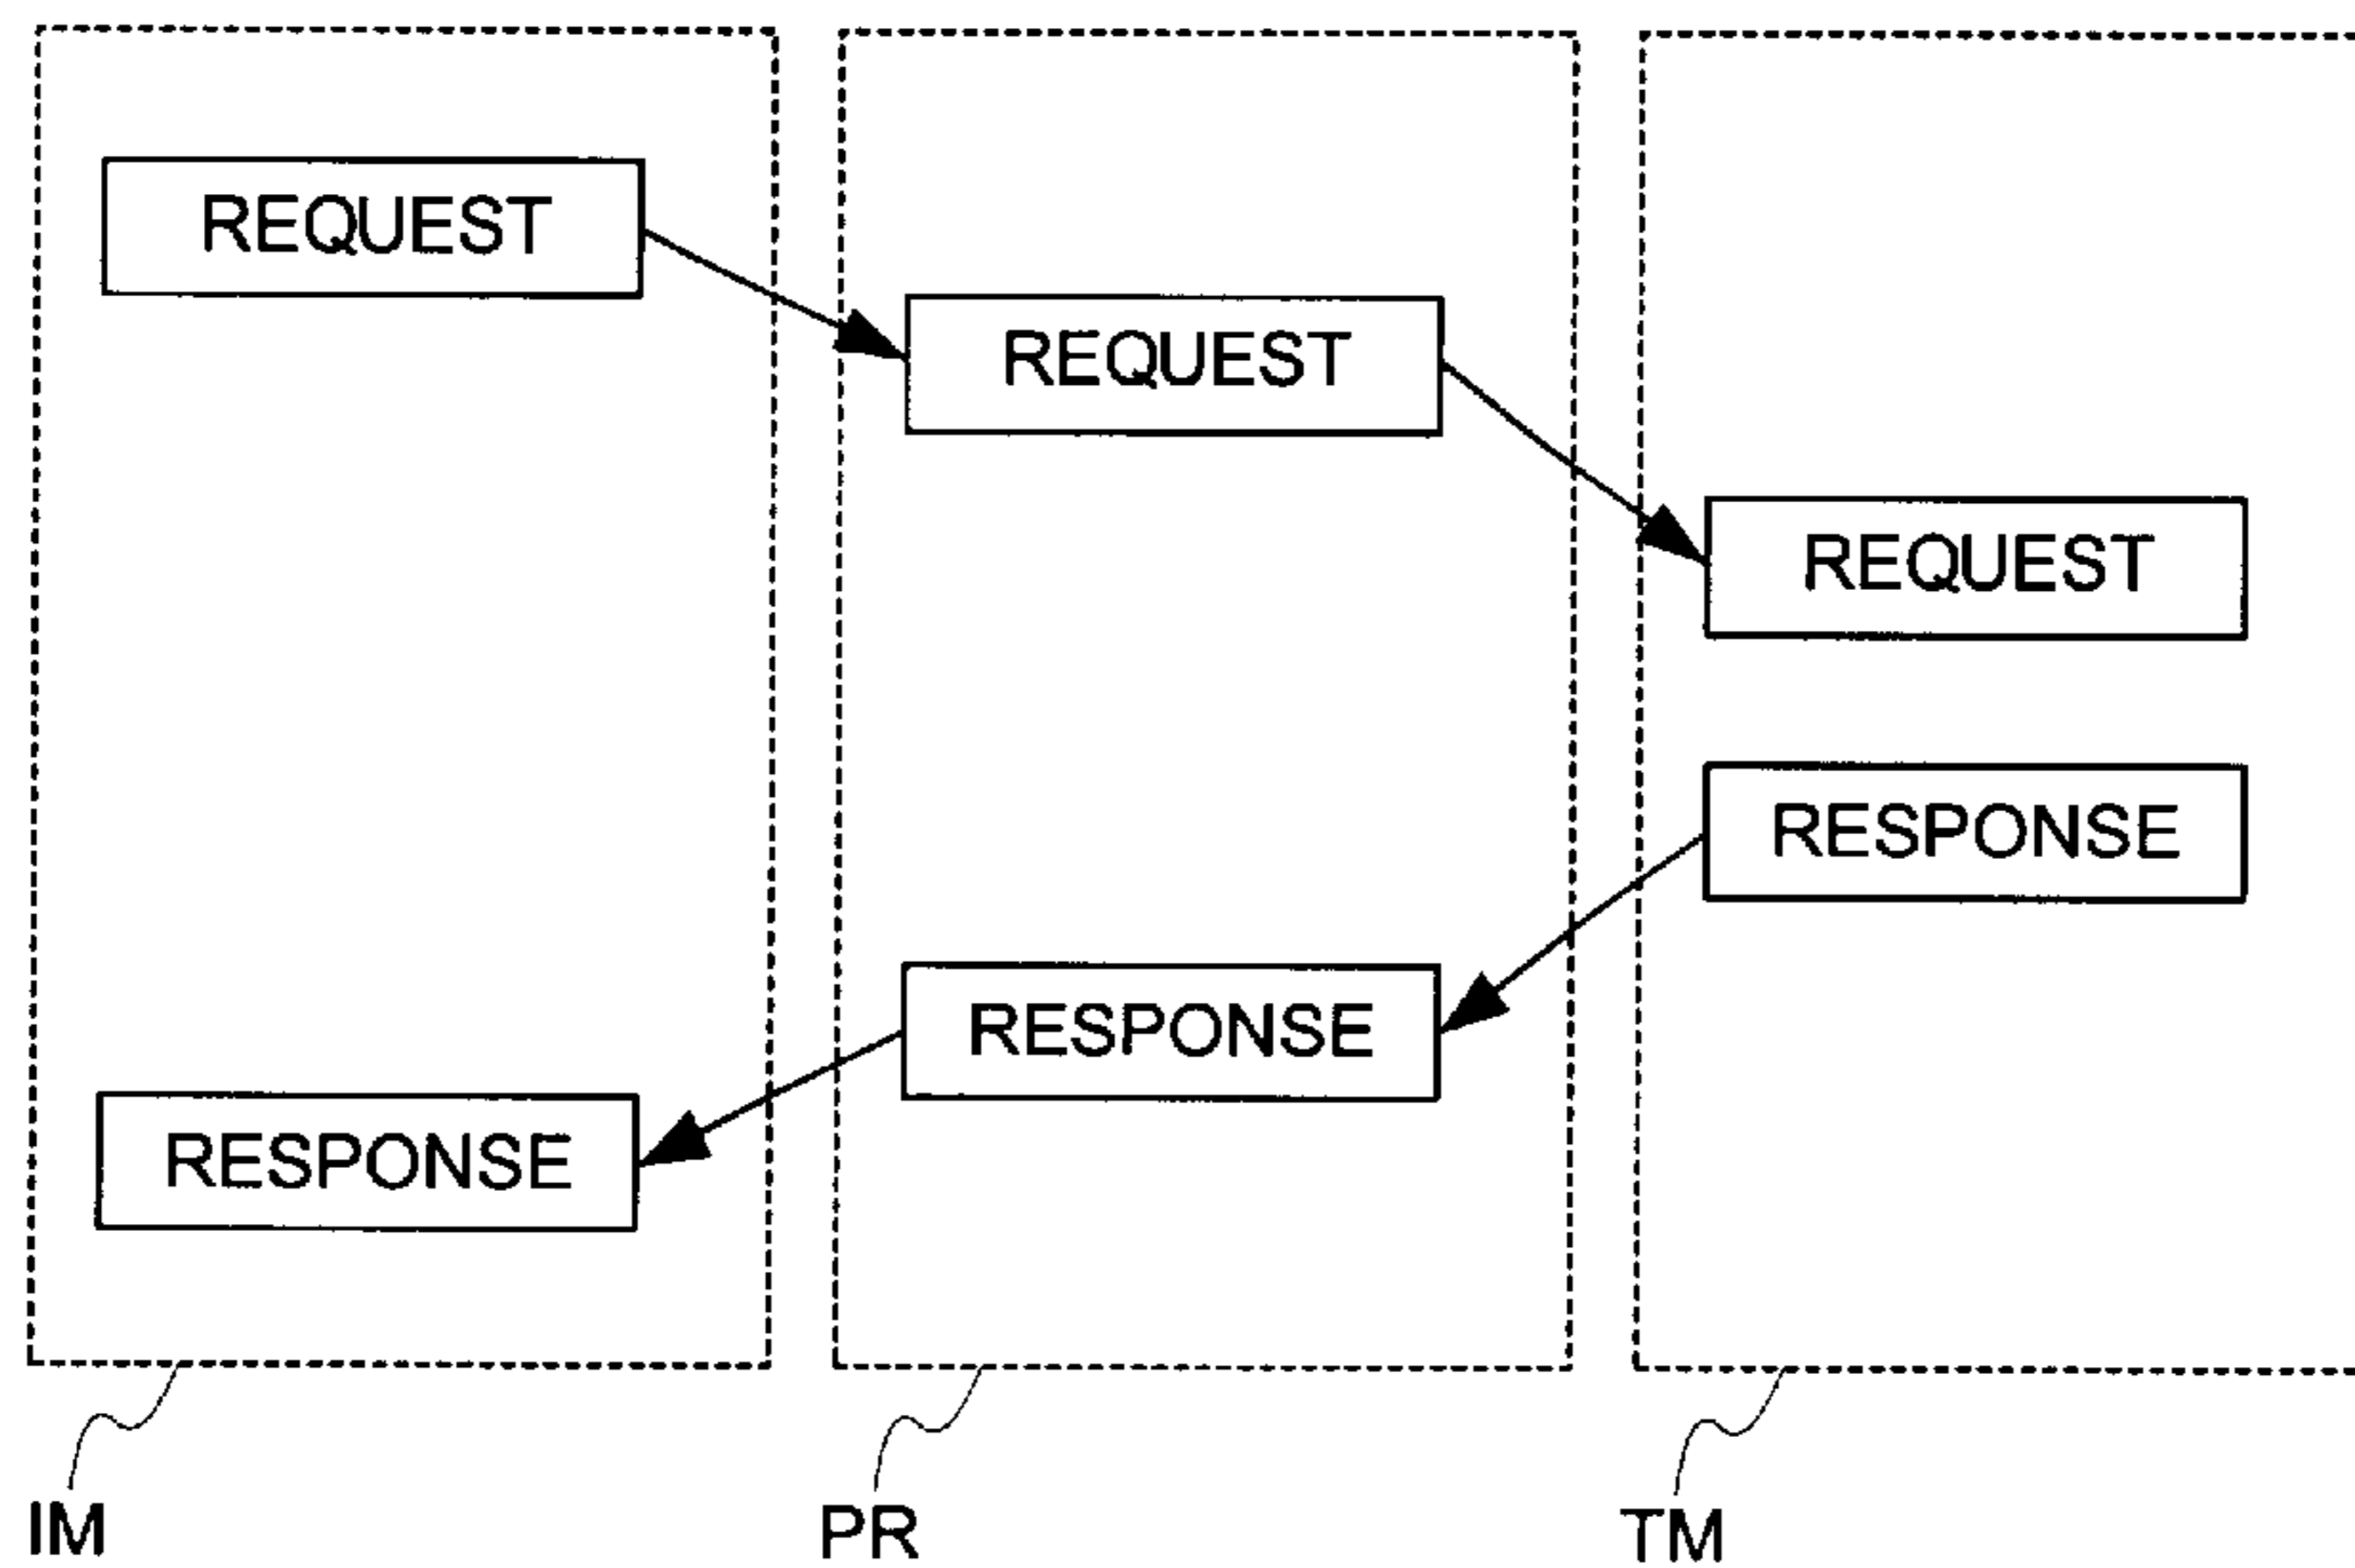 REQUEST
REQUEST
REQUEST
RESPONSE
RESPONSE
RESPONSE
IM
PR
TM